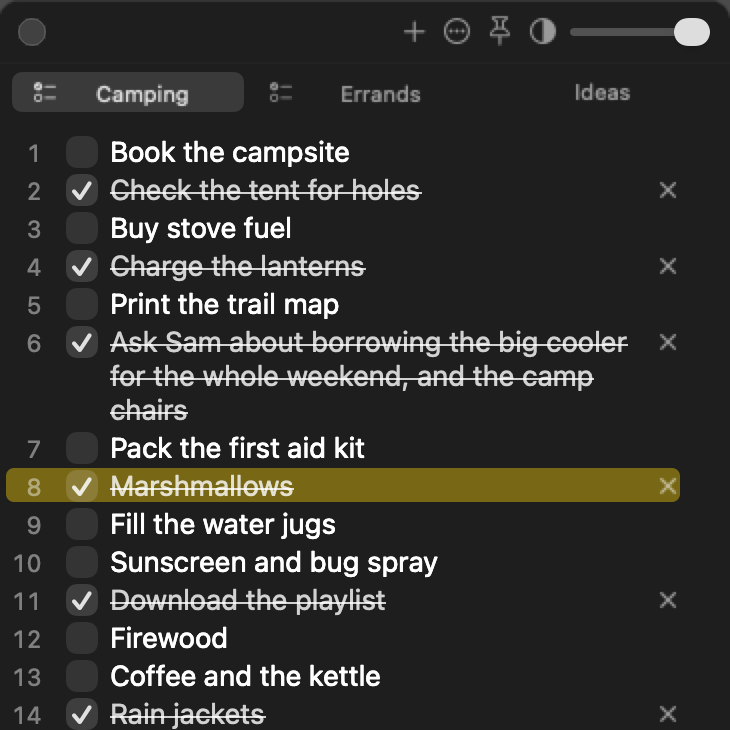 Camping Errands Ideas
1 Book the campsite
2 Check the tent for holes
3 Buy stove fuel
4 Charge the lanterns
5 Print the trail map
6 Ask Sam about borrowing the big cooler
for the whole weekend, and the camp
chairs
7 Pack the first aid kit
8 Marshmallows
9 Fill the water jugs
10 Sunscreen and bug spray
11 Download the playlist
12 Firewood
13 Coffee and the kettle
14 Rain jackets